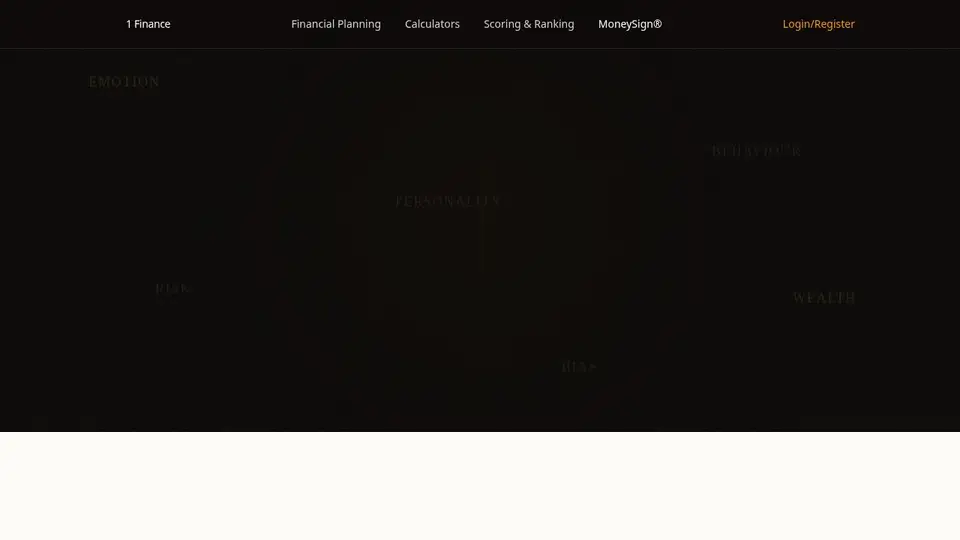 1 Finance
Financial Planning
Calculators
Scoring & Ranking
MoneySign®
Login/Register
EMOTION
BEHAVIOUR
PERSONALITY
RISK
WEALTH
BIAS